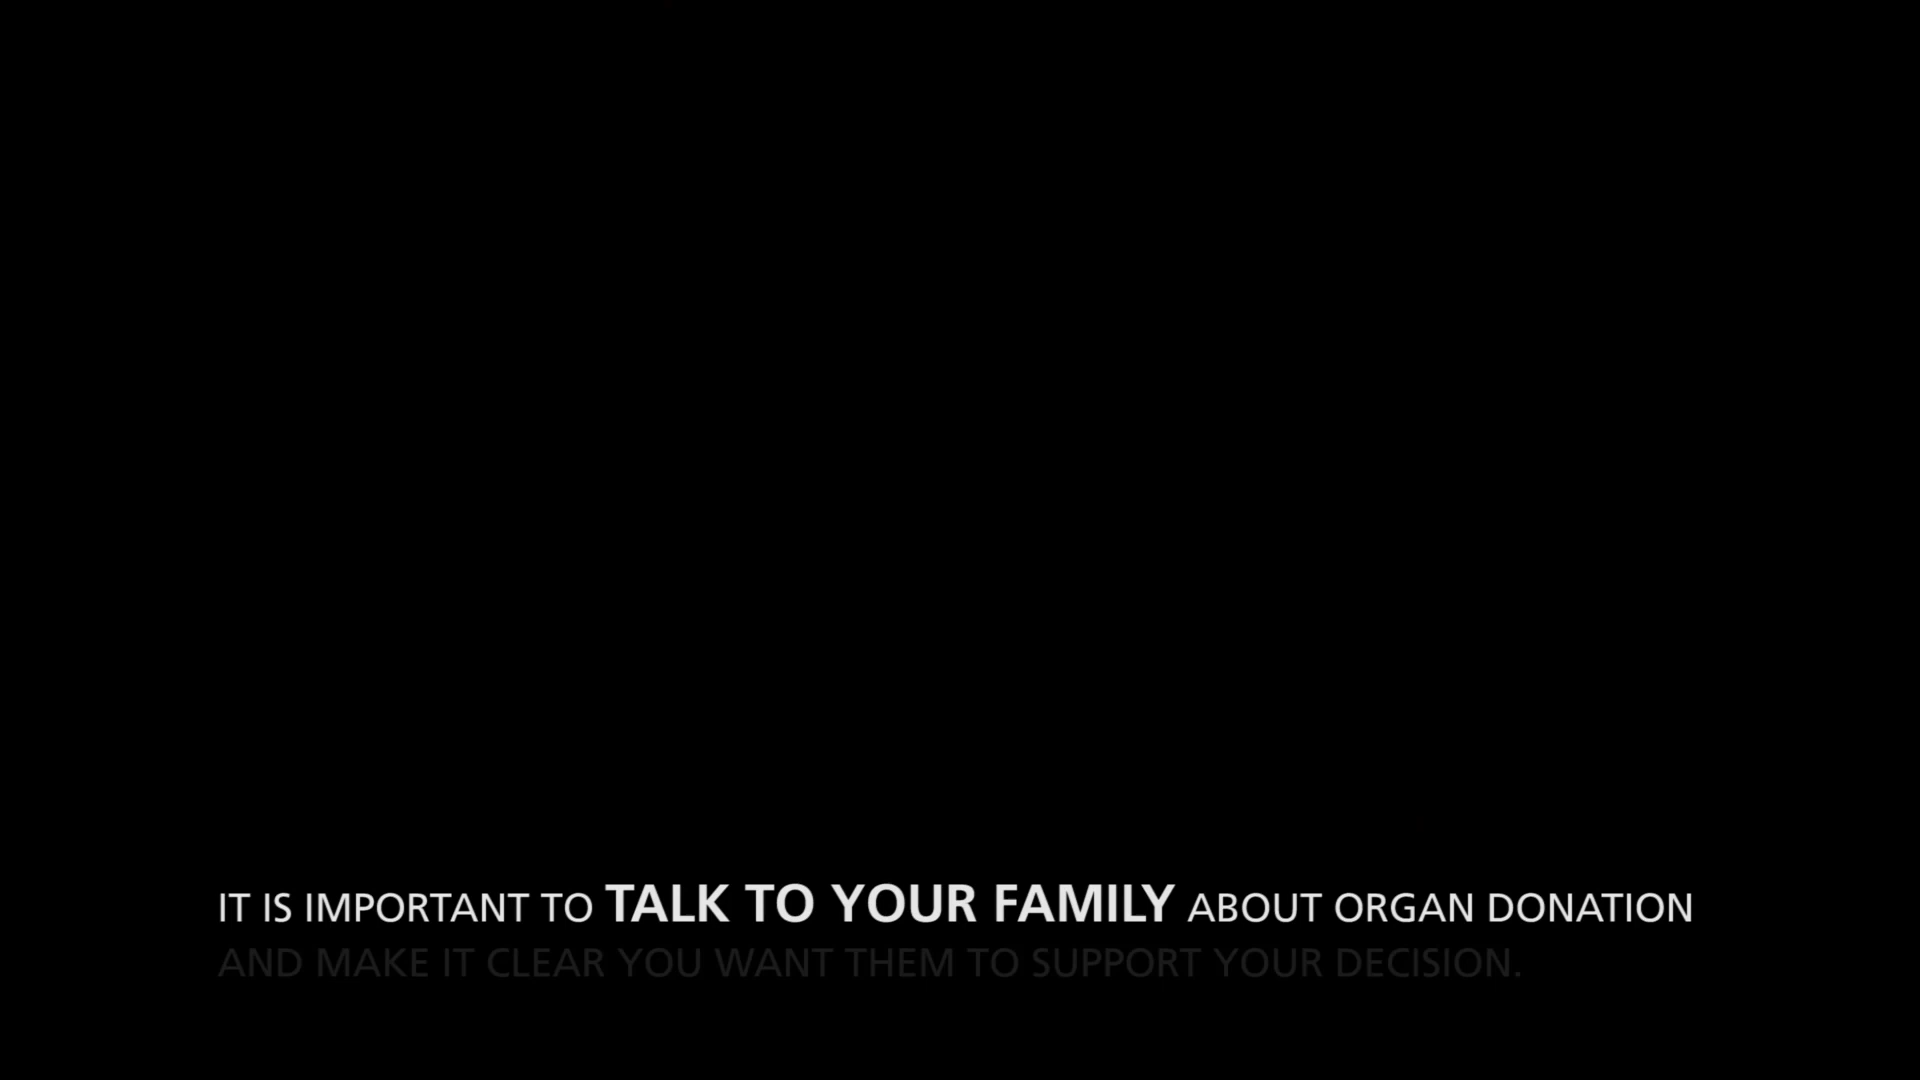 IT IS IMPORTANT TO TALK TO YOUR FAMILY ABOUT ORGAN DONATION
AND MAKE IT CLEAR YOU WANT THEM TO SUPPORT YOUR DECISION.